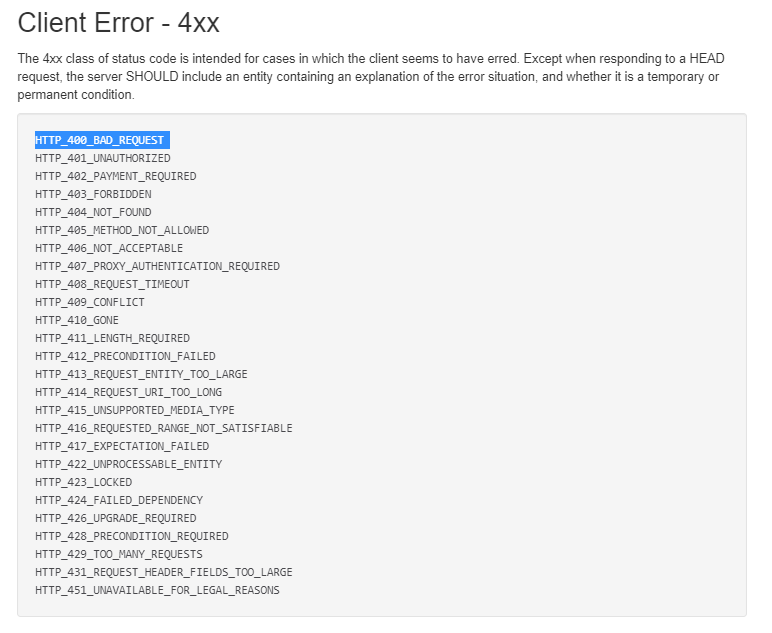 Client Error - 4xx
The 4xx class of status code is intended for cases in which the client seems to have erred. Except when responding to a HEAD
request, the server SHOULD include an entity containing an explanation of the error situation, and whether it is a temporary or
permanent condition.
HTTP_400_BAD_REQUEST
HTTP_401_UNAUTHORIZED
HTTP_402_PAYMENT_REQUIRED
HTTP_403_FORBIDDEN
HTTP_404_NOT_FOUND
HTTP_405_METHOD_NOT_ALLOWED
HTTP_406_NOT_ACCEPTABLE
HTTP_407_PROXY_AUTHENTICATION_REQUIRED
HTTP_408_REQUEST_TIMEOUT
HTTP_409_CONFLICT
HTTP_410_GONE
HTTP_411_LENGTH_REQUIRED
HTTP_412_PRECONDITION_FAILED
HTTP_413_REQUEST_ENTITY_TOO_LARGE
HTTP_414_REQUEST_URI_TOO_LONG
HTTP_415_UNSUPPORTED_MEDIA_TYPE
HTTP_416_REQUESTED_RANGE_NOT_SATISFIABLE
HTTP_417_EXPECTATION_FAILED
HTTP_422_UNPROCESSABLE_ENTITY
HTTP_423_LOCKED
HTTP_424_FAILED_DEPENDENCY
HTTP_426_UPGRADE_REQUIRED
HTTP_428_PRECONDITION_REQUIRED
HTTP_429_TOO_MANY_REQUESTS
HTTP_431_REQUEST_HEADER_FIELDS_TOO_LARGE
HTTP_451_UNAVAILABLE_FOR_LEGAL_REASONS